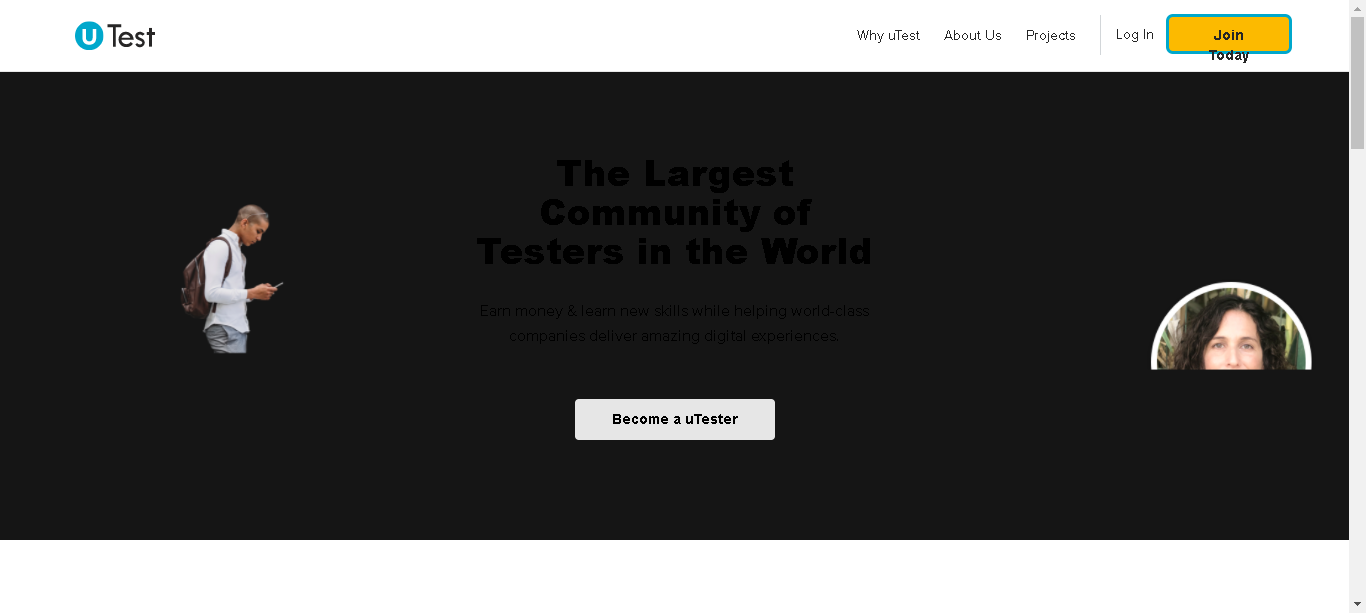 uTest
Why uTest
About Us
Projects
Log In
Join
Today
The Largest
Community of
Testers in the World
Earn money & learn new skills while helping world-class
companies deliver amazing digital experiences.
Become a uTester